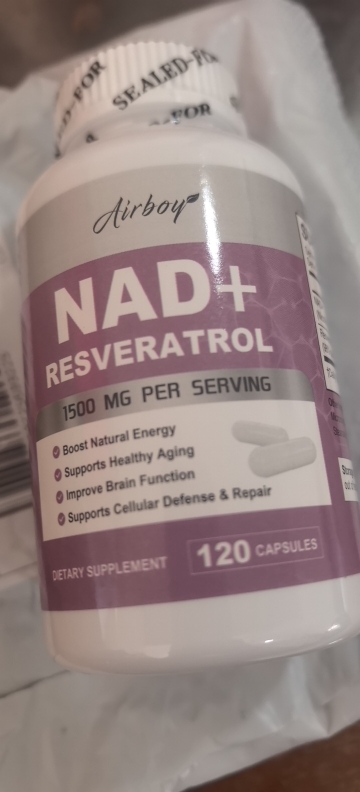 SEALED-FO
FOR
Airboy
NAD+
RESVERATROL
1500 MG PER SERVING
Boost Natural Energy
Supports Healthy Aging
Improve Brain Function
Supports Cellular Defense & Repair
DIETARY SUPPLEMENT
120 CAPSULES